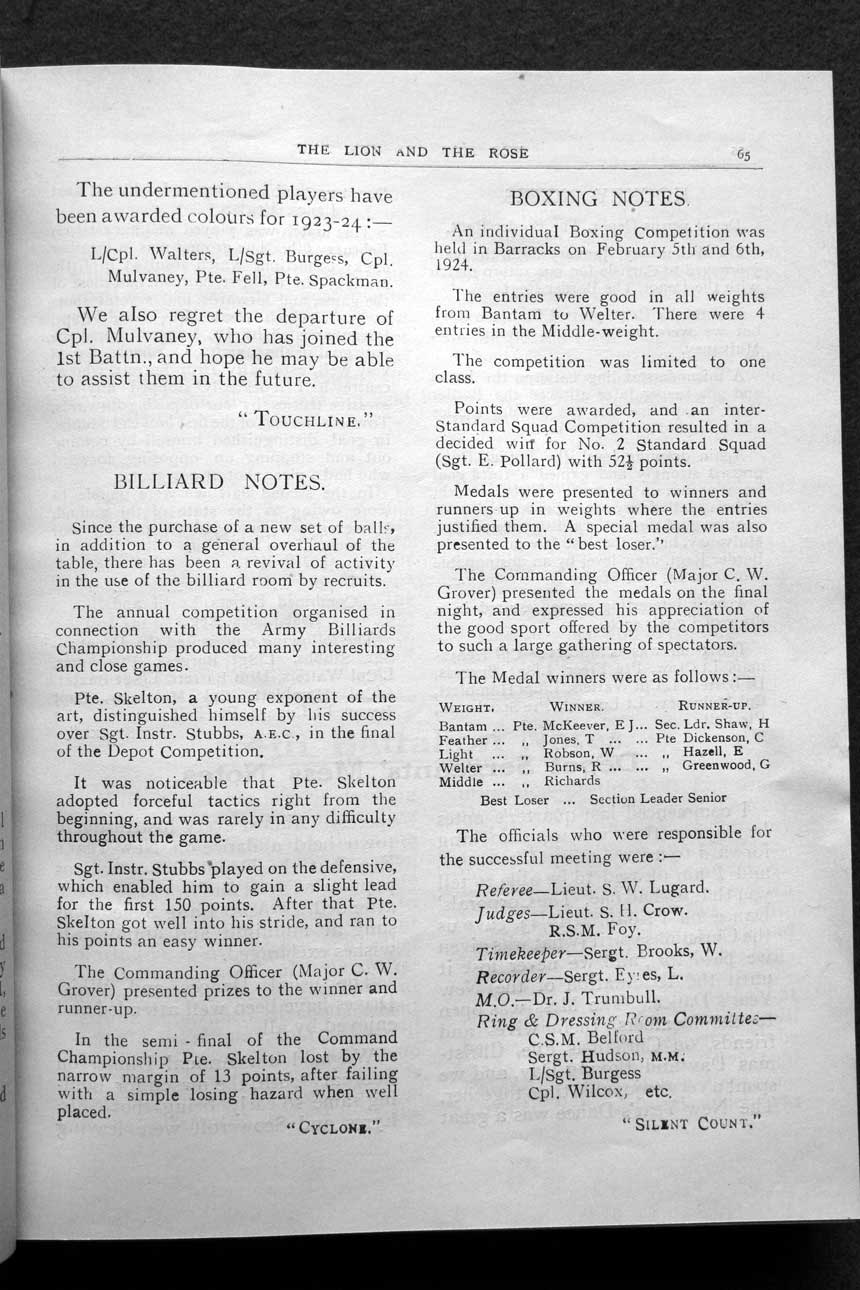 THE LION AND THE ROSE 65
The undermentioned players have
been awarded colours for 1923-24 :—
L/Cpl. Walters, L/Sgt. Burgess, Cpl.
Mulvaney, Pte. Fell, Pte. Spackman.
We also regret the departure of
Cpl. Mulvaney, who has joined the
1st Battn., and hope he may be able
to assist them in the future.
“ TOUCHLINE.”
BILLIARD NOTES.
Since the purchase of a new set of balls,
in addition to a general overhaul of the
table, there has been a revival of activity
in the use of the billiard room by recruits.
The annual competition organised in
connection with the Army Billiards
Championship produced many interesting
and close games.
Pte. Skelton, a young exponent of the
art, distinguished himself by his success
over Sgt. Instr. Stubbs, A.E.C., in the final
of the Depot Competition.
It was noticeable that Pte. Skelton
adopted forceful tactics right from the
beginning, and was rarely in any difficulty
throughout the game.
Sgt. Instr. Stubbs played on the defensive,
which enabled him to gain a slight lead
for the first 150 points. After that Pte.
Skelton got well into his stride, and ran to
his points an easy winner.
The Commanding Officer (Major C. W.
Grover) presented prizes to the winner and
runner-up.
In the semi - final of the Command
Championship Pte. Skelton lost by the
narrow margin of 13 points, after failing
with a simple losing hazard when well
placed.
“CYCLONE.”
BOXING NOTES.
An individual Boxing Competition was
held in Barracks on February 5th and 6th,
1924.
The entries were good in all weights
from Bantam to Welter. There were 4
entries in the Middle-weight.
The competition was limited to one
class.
Points were awarded, and an inter-
Standard Squad Competition resulted in a
decided win for No. 2 Standard Squad
(Sgt. E. Pollard) with 52½ points.
Medals were presented to winners and
runners up in weights where the entries
justified them. A special medal was also
presented to the “ best loser.”
The Commanding Officer (Major C. W.
Grover) presented the medals on the final
night, and expressed his appreciation of
the good sport offered by the competitors
to such a large gathering of spectators.
The Medal winners were as follows :—
WEIGHT. WINNER. RUNNER-UP.
Bantam ... Pte. McKeever, E J... Sec. Ldr. Shaw, H
Feather ... ,, Jones, T ... ... Pte Dickenson, C
Light ... ,, Robson, W ... ,, Hazell, E
Welter ... ,, Burns, R ... ... ,, Greenwood, G
Middle ... ,, Richards
Best Loser ... Section Leader Senior
The officials who were responsible for
the successful meeting were :—
Referee—Lieut. S. W. Lugard.
Judges—Lieut. S. H. Crow.
R.S.M. Foy.
Timekeeper—Sergt. Brooks, W.
Recorder—Sergt. Eyres, L.
M.O.—Dr. J. Trumbull.
Ring & Dressing Room Committee—
C.S.M. Belford
Sergt. Hudson, M.M.
L/Sgt. Burgess
Cpl. Wilcox, etc.
“ SILENT COUNT.”